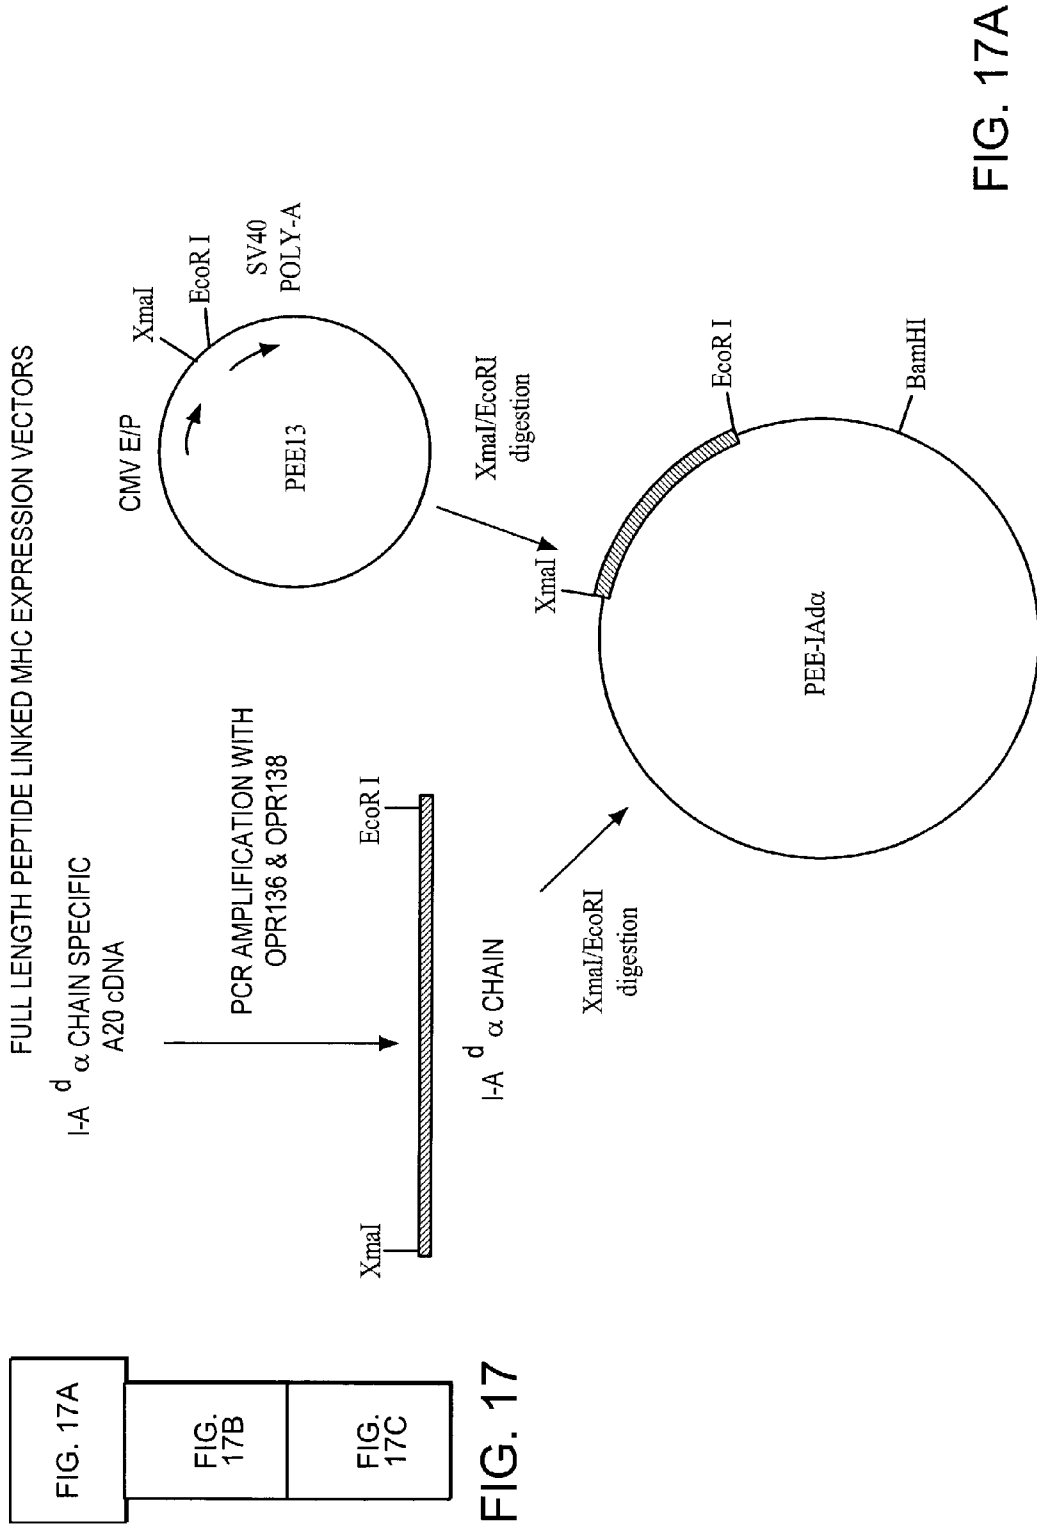 FULL LENGTH PEPTIDE LINKED MHC EXPRESSION VECTORS
FIG. 17A
FIG.
17B
FIG.
17C
FIG. 17
I-A d α CHAIN SPECIFIC
A20 cDNA
PCR AMPLIFICATION WITH
OPR136 & OPR138
XmaI
EcoR I
I-A d α CHAIN
XmaI/EcoRI
digestion
CMV E/P
XmaI
EcoR I
SV40
POLY-A
PEE13
XmaI/EcoRI
digestion
XmaI
EcoR I
BamHI
PEE-IAdα
FIG. 17A